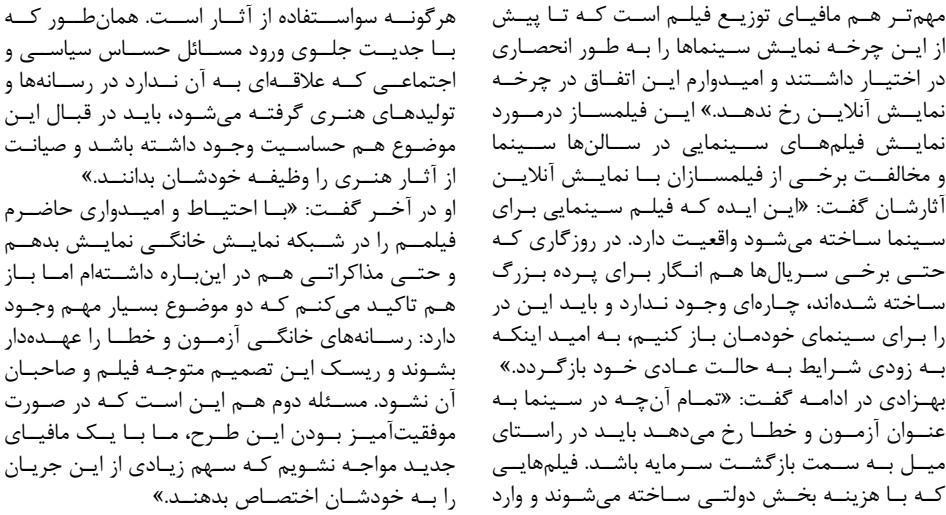 مهم‌تر هم مافیای توزیع فیلم است که تا پیش
از این چرخه نمایش سینماها را به طور انحصاری
در اختیار داشتند و امیدوارم این اتفاق در چرخه
نمایش آنلاین رخ ندهد.» این فیلمساز درمورد
نمایش فیلم‌های سینمایی در سالن‌ها سینما
و مخالفت برخی از فیلمسازان با نمایش آنلاین
آثارشان گفت: «این ایده که فیلم سینمایی برای
سینما ساخته می‌شود واقعیت دارد. در روزگاری که
حتی برخی سریال‌ها هم انگار برای پرده بزرگ
ساخته شده‌اند، چاره‌ای وجود ندارد و باید این در
را برای سینمای خودمان باز کنیم، به امید اینکه
به زودی شرایط به حالت عادی خود بازگردد.»
بهزادی در ادامه گفت: «تمام آن‌چه در سینما به
عنوان آزمون و خطا رخ می‌دهد باید در راستای
میل به سمت بازگشت سرمایه باشد. فیلم‌هایی
که با هزینه بخش دولتی ساخته می‌شوند و وارد
هرگونه سواستفاده از آثار است. همان‌طور که
با جدیت جلوی ورود مسائل حساس سیاسی و
اجتماعی که علاقه‌ای به آن ندارد در رسانه‌ها و
تولیدهای هنری گرفته می‌شود، باید در قبال این
موضوع هم حساسیت وجود داشته باشد و صیانت
از آثار هنری را وظیفه خودشان بدانند.»
او در آخر گفت: «با احتیاط و امیدواری حاضرم
فیلمم را در شبکه نمایش خانگی نمایش بدهم
و حتی مذاکراتی هم در این‌باره داشته‌ام اما باز
هم تاکید می‌کنم که دو موضوع بسیار مهم وجود
دارد: رسانه‌های خانگی آزمون و خطا را عهده‌دار
بشوند و ریسک این تصمیم متوجه فیلم و صاحبان
آن نشود. مسئله دوم هم این است که در صورت
موفقیت‌آمیز بودن این طرح، ما با یک مافیای
جدید مواجه نشویم که سهم زیادی از این جریان
را به خودشان اختصاص بدهند.»